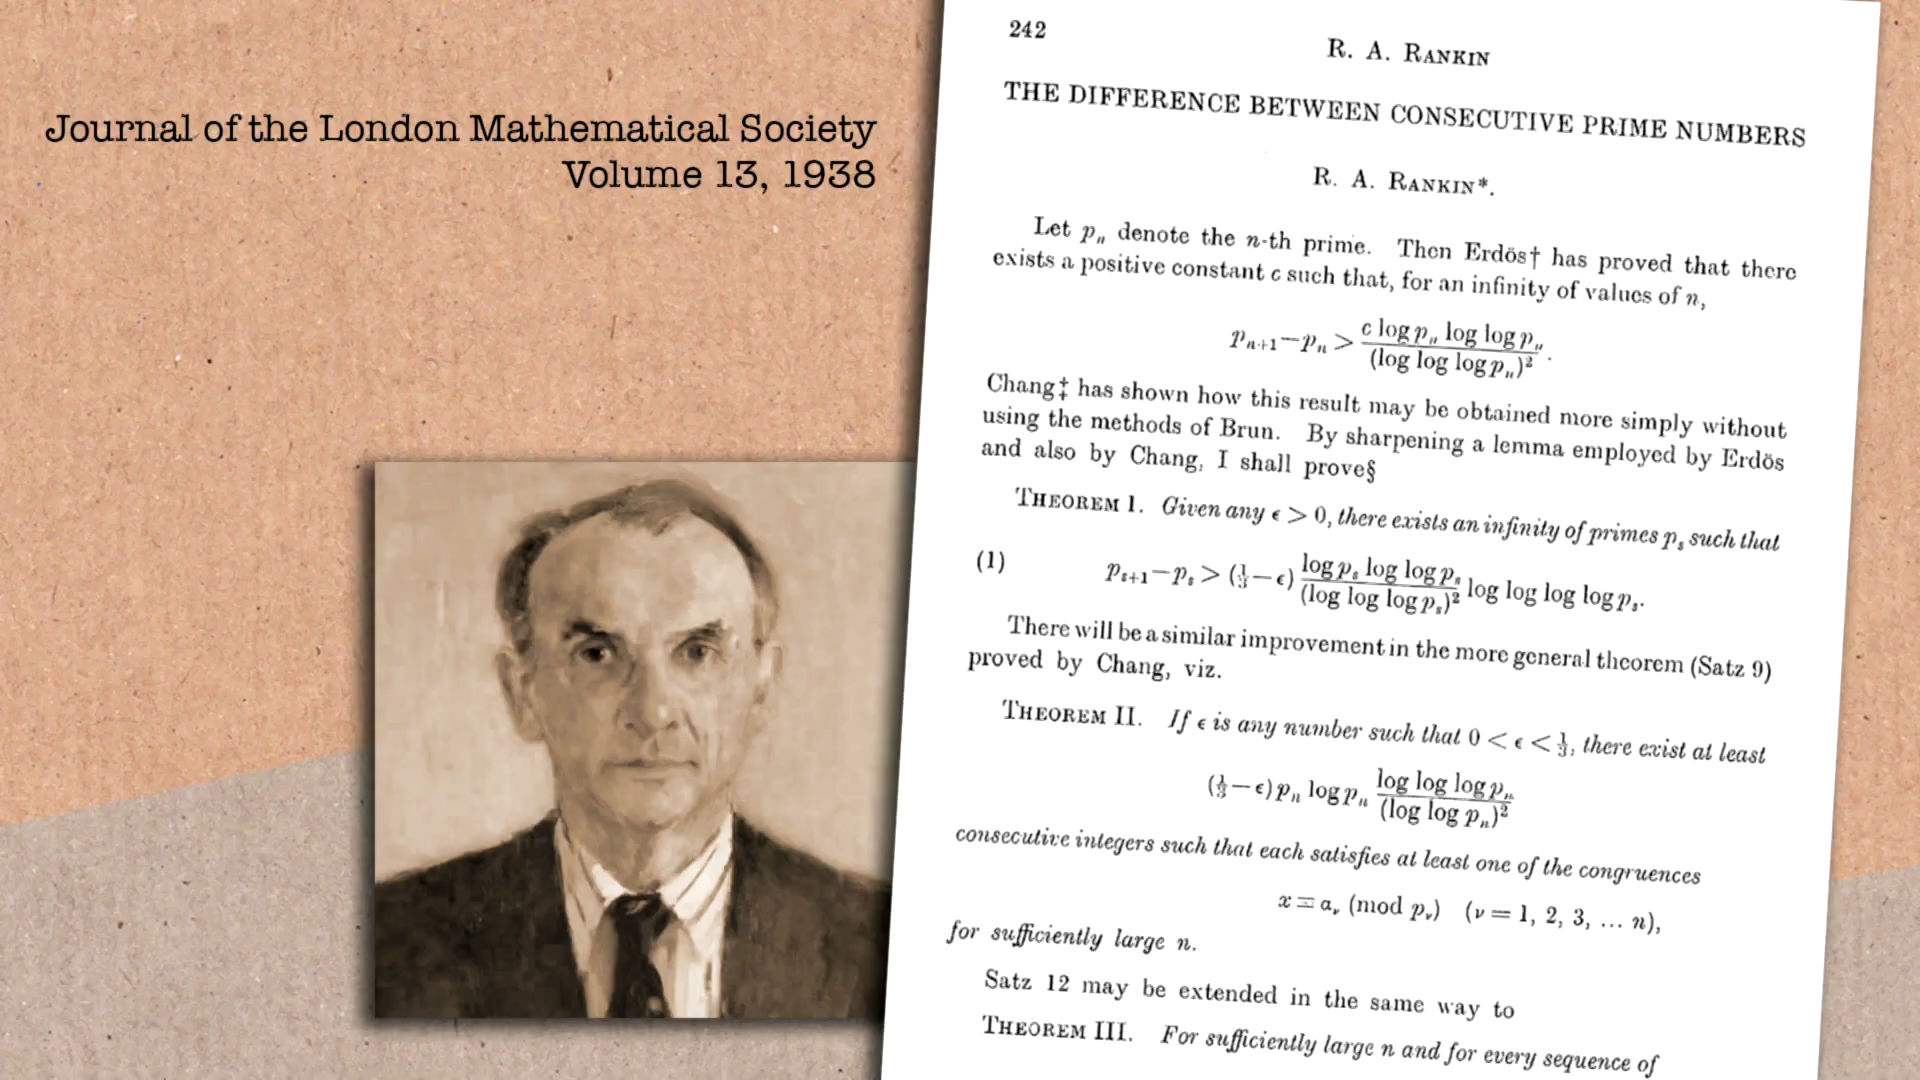 Journal of the London Mathematical Society
Volume 13, 1938
242
R. A. RANKIN
THE DIFFERENCE BETWEEN CONSECUTIVE PRIME NUMBERS
R. A. RANKIN*.
Let pₙ denote the n-th prime. Then Erdös† has proved that there
exists a positive constant c such that, for an infinity of values of n,
pₙ₊₁−pₙ > c log pₙ log log pₙ / (log log log pₙ)².
Chang‡ has shown how this result may be obtained more simply without
using the methods of Brun. By sharpening a lemma employed by Erdös
and also by Chang, I shall prove§
THEOREM I. Given any ϵ > 0, there exists an infinity of primes pₛ such that
(1) pₛ₊₁−pₛ > (⅓−ϵ) log pₛ log log pₛ / (log log log pₛ)² log log log log pₛ.
There will be a similar improvement in the more general theorem (Satz 9)
proved by Chang, viz.
THEOREM II. If ϵ is any number such that 0 < ϵ < ⅓, there exist at least
(⅓−ϵ) pₙ log pₙ log log log pₙ / (log log pₙ)²
consecutive integers such that each satisfies at least one of the congruences
x ≡ aᵥ (mod pᵥ) (ν = 1, 2, 3, ... n),
for sufficiently large n.
Satz 12 may be extended in the same way to
THEOREM III. For sufficiently large n and for every sequence of